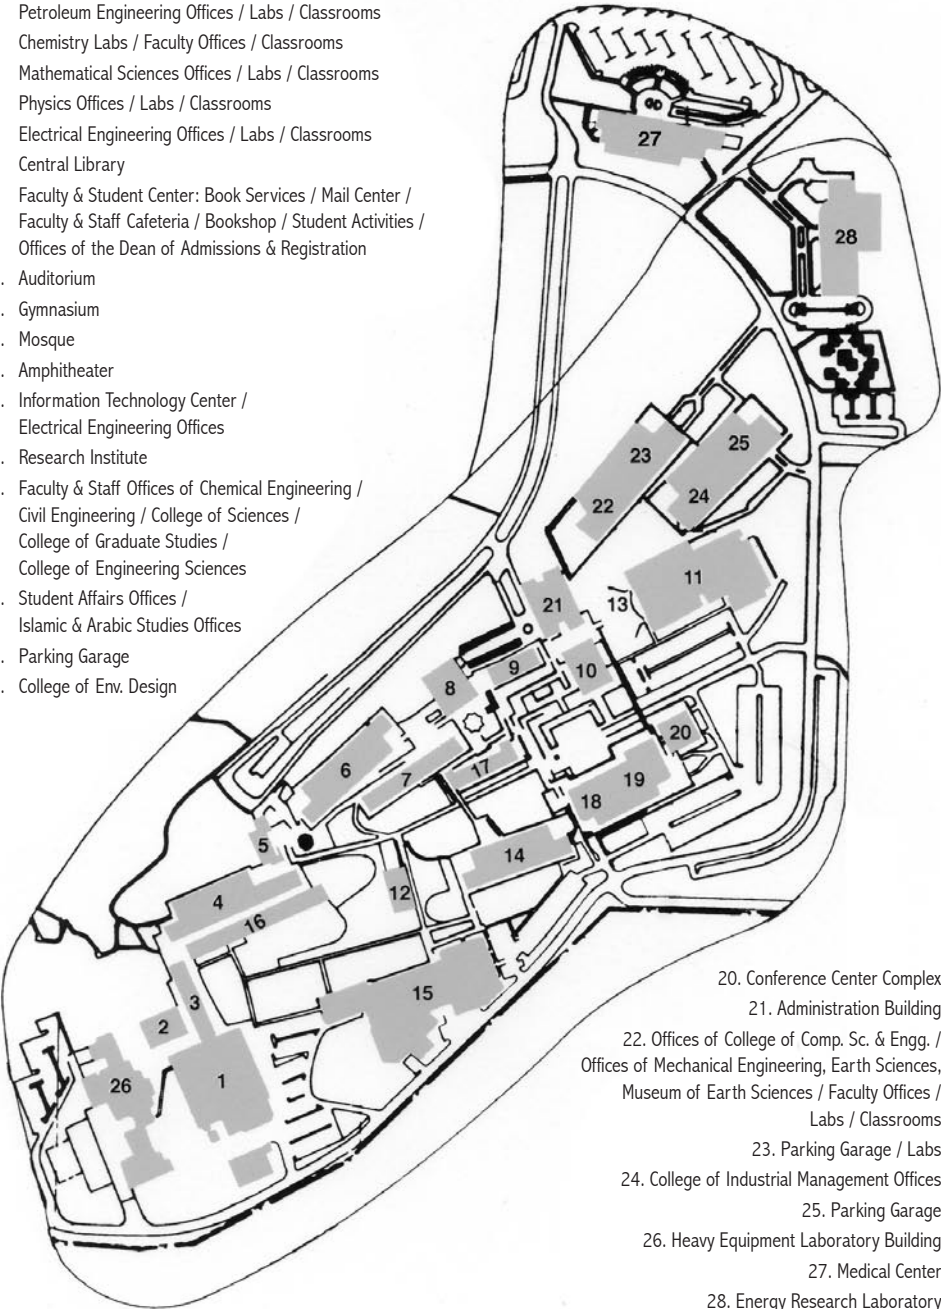 Petroleum Engineering Offices / Labs / Classrooms
Chemistry Labs / Faculty Offices / Classrooms
Mathematical Sciences Offices / Labs / Classrooms
Physics Offices / Labs / Classrooms
Electrical Engineering Offices / Labs / Classrooms
Central Library
Faculty & Student Center: Book Services / Mail Center /
Faculty & Staff Cafeteria / Bookshop / Student Activities /
Offices of the Dean of Admissions & Registration
. Auditorium
. Gymnasium
. Mosque
. Amphitheater
. Information Technology Center /
Electrical Engineering Offices
. Research Institute
. Faculty & Staff Offices of Chemical Engineering /
Civil Engineering / College of Sciences /
College of Graduate Studies /
College of Engineering Sciences
. Student Affairs Offices /
Islamic & Arabic Studies Offices
. Parking Garage
. College of Env. Design
27
28
25
23
24
22
11
21
13
9
10
8
20
6
7
17
19
18
5
14
12
4
16
15
3
2
26
1
20. Conference Center Complex
21. Administration Building
22. Offices of College of Comp. Sc. & Engg. /
Offices of Mechanical Engineering, Earth Sciences,
Museum of Earth Sciences / Faculty Offices /
Labs / Classrooms
23. Parking Garage / Labs
24. College of Industrial Management Offices
25. Parking Garage
26. Heavy Equipment Laboratory Building
27. Medical Center
28. Energy Research Laboratory